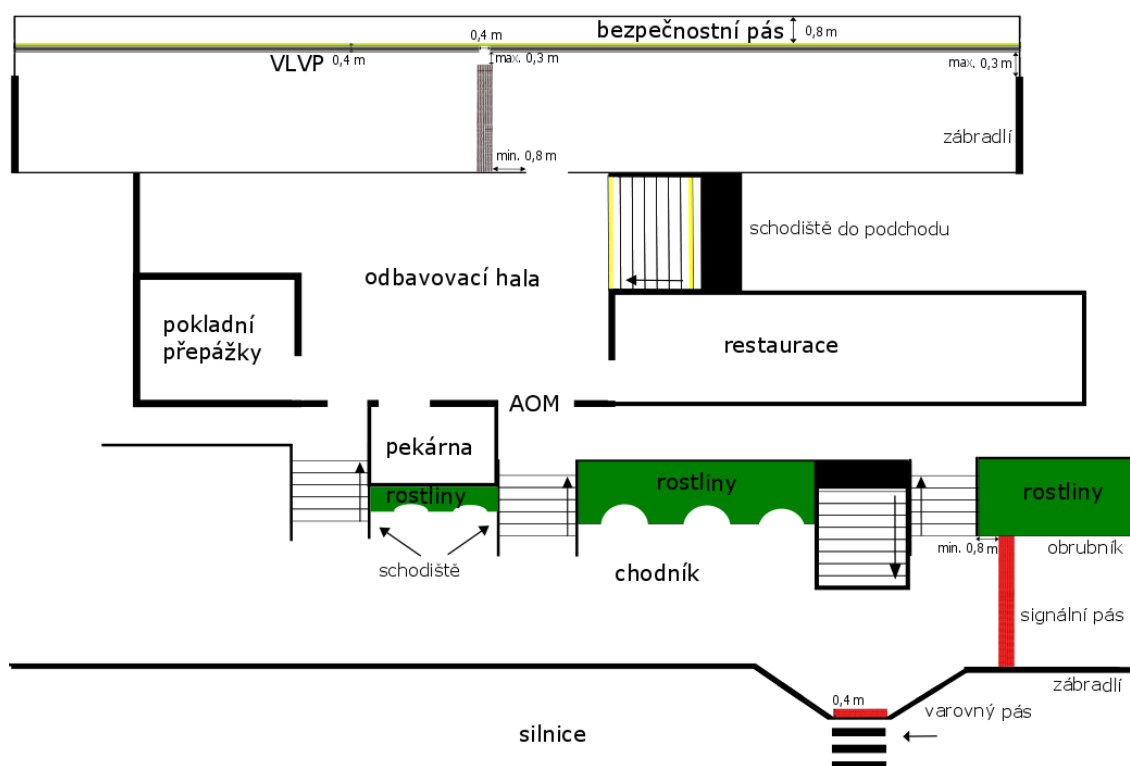 bezpečnostní pás
0,8 m
0,4 m
VLVP
0,4 m
max. 0,3 m
max. 0,3 m
zábradlí
min. 0,8 m
schodiště do podchodu
odbavovací hala
pokladní
přepážky
restaurace
AOM
pekárna
rostliny
rostliny
rostliny
min. 0,8 m
obrubník
schodiště
chodník
signální pás
zábradlí
0,4 m
varovný pás
silnice